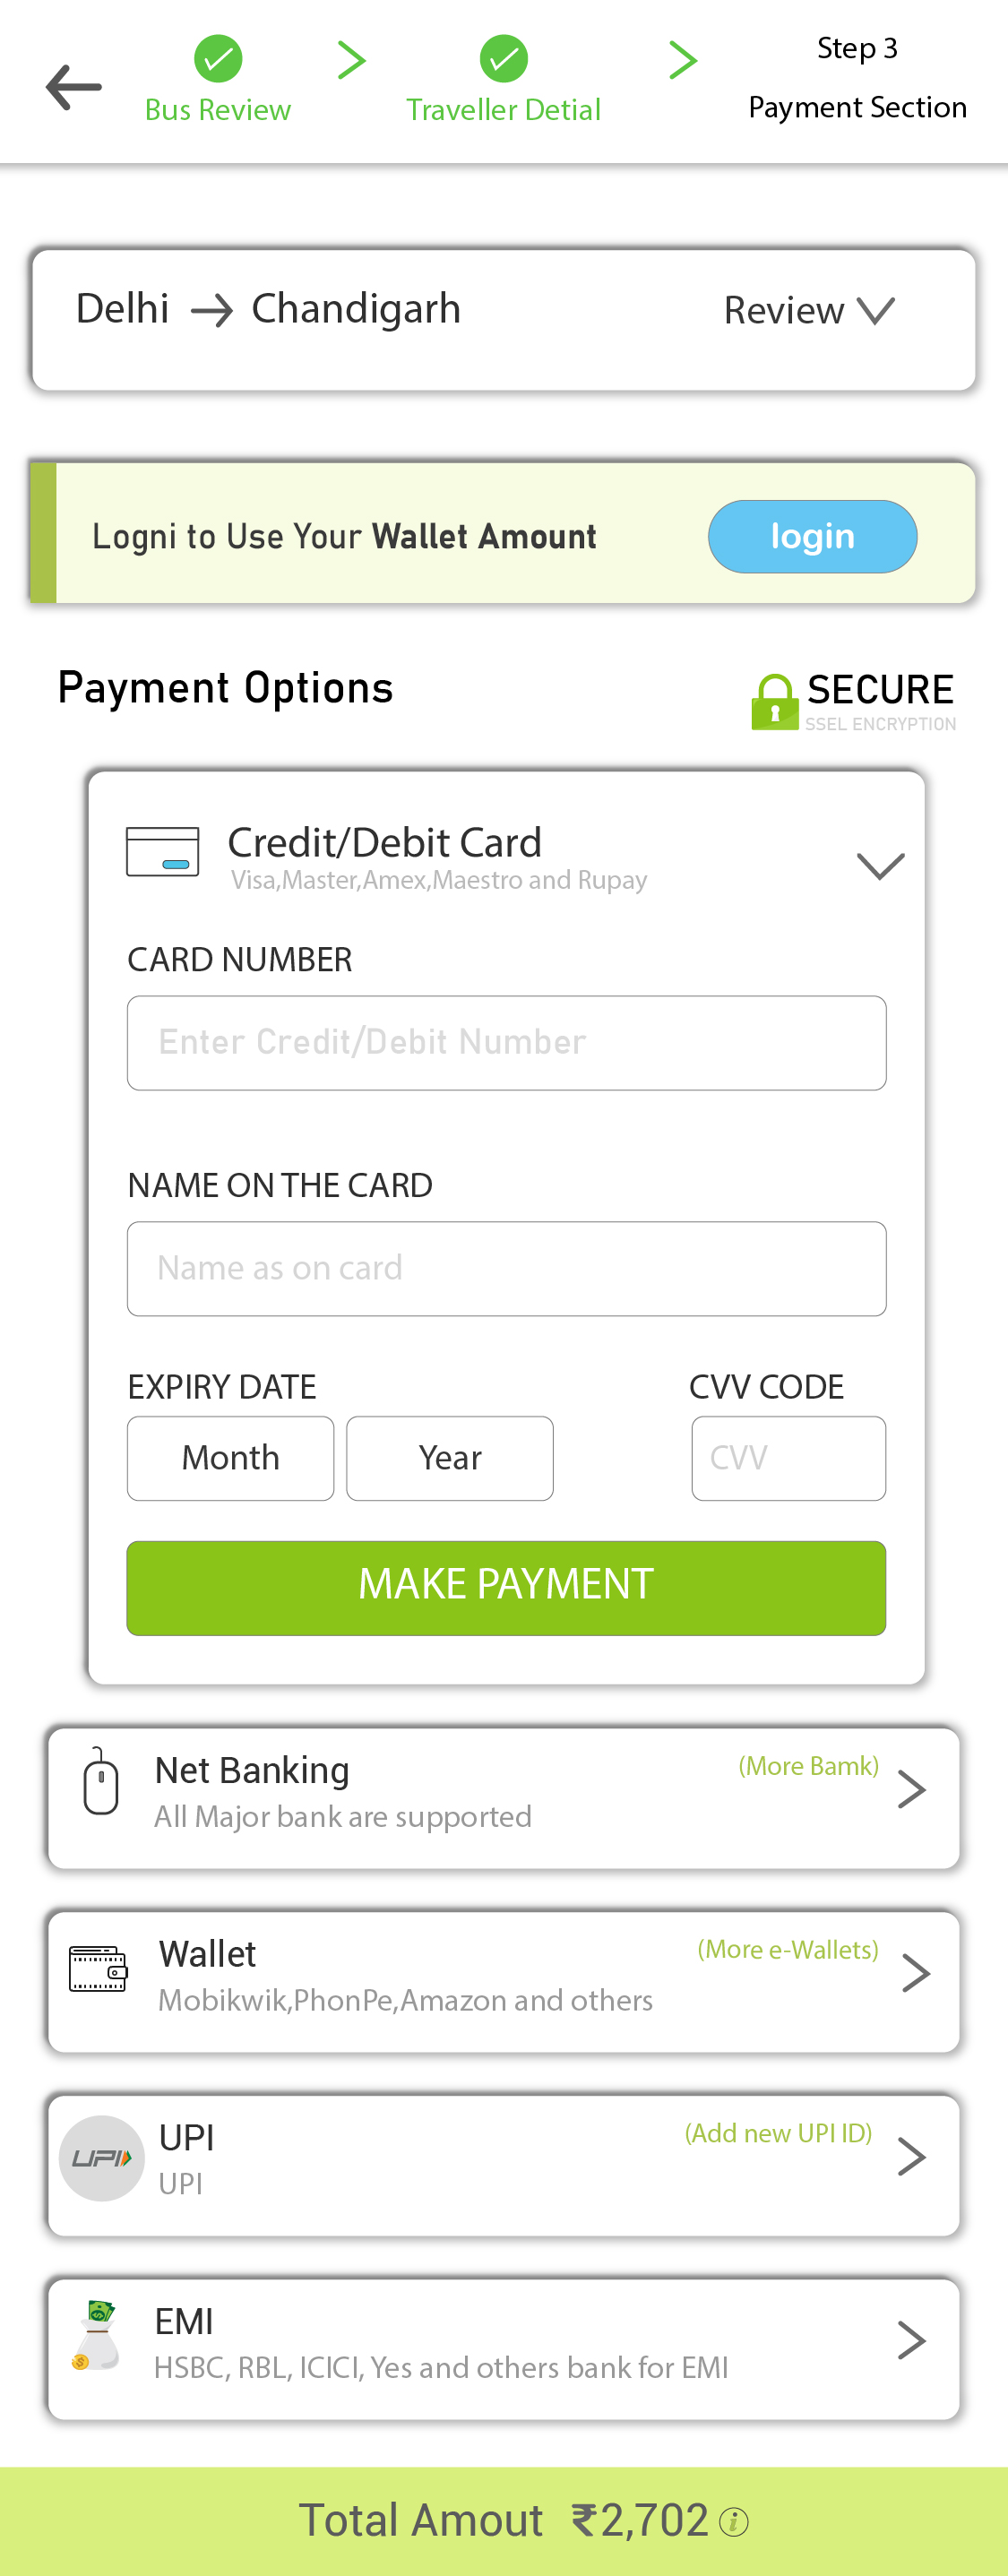 Step 3
Bus Review
Traveller Detial
Payment Section
Delhi → Chandigarh
Review
Logni to Use Your Wallet Amount
login
Payment Options
SECURE
SSEL ENCRYPTION
Credit/Debit Card
Visa,Master,Amex,Maestro and Rupay
CARD NUMBER
Enter Credit/Debit Number
NAME ON THE CARD
Name as on card
EXPIRY DATE
CVV CODE
Month
Year
CVV
MAKE PAYMENT
Net Banking
(More Bamk)
All Major bank are supported
Wallet
(More e-Wallets)
Mobikwik,PhonPe,Amazon and others
UPI
UPI
(Add new UPI ID)
UPI
EMI
HSBC, RBL, ICICI, Yes and others bank for EMI
Total Amout ₹2,702 i